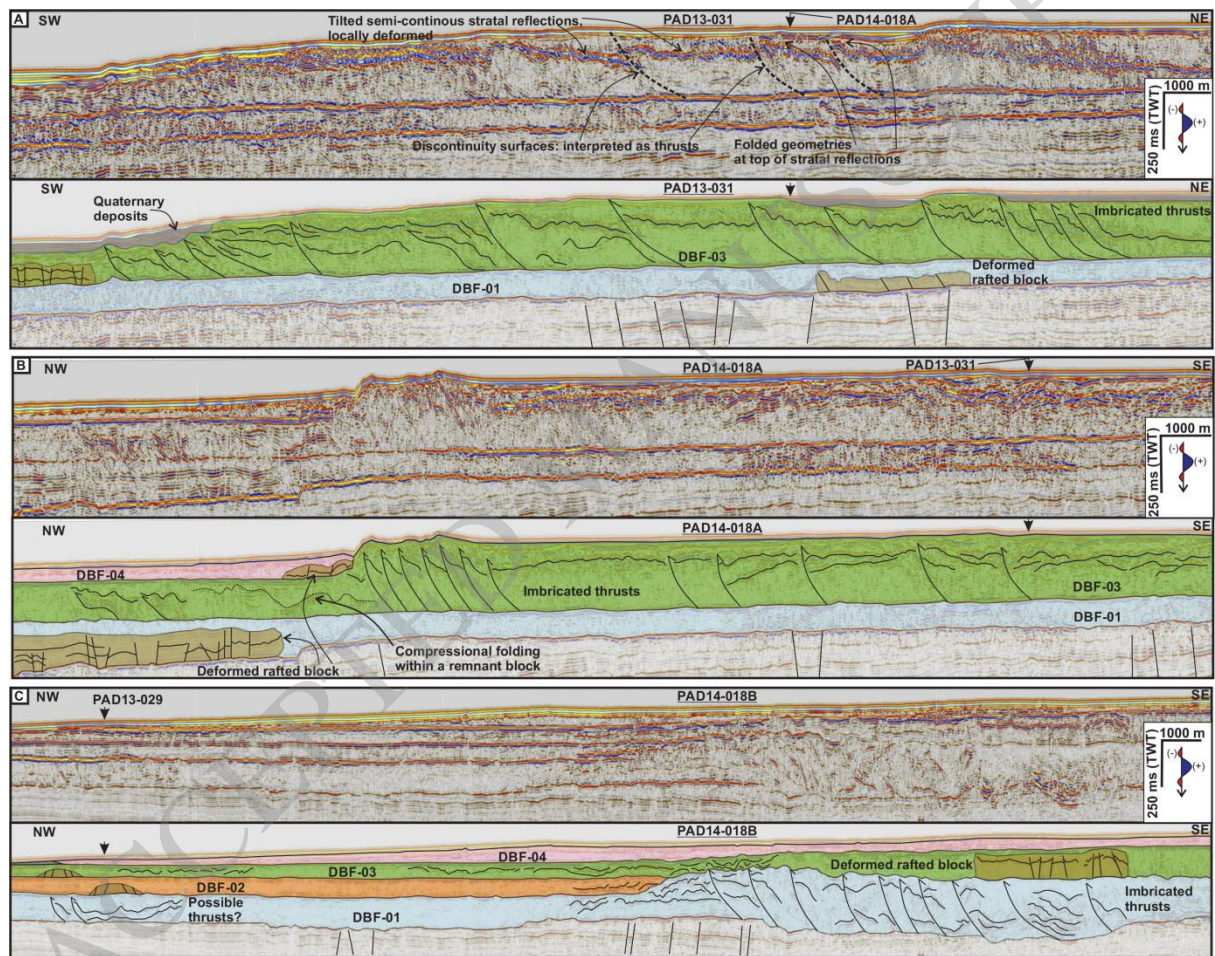 A
SW
Tilted semi-continous stratal reflections,
locally deformed
PAD13-031
PAD14-018A
NE
1000 m
250 ms (TWT)
(-)
(+)
Discontinuity surfaces: interpreted as thrusts
Folded geometries
at top of stratal reflections
SW
Quaternary
deposits
PAD13-031
NE
Imbricated thrusts
DBF-03
Deformed
rafted block
DBF-01
B
NW
PAD14-018A
PAD13-031
SE
1000 m
250 ms (TWT)
(-)
(+)
NW
PAD14-018A
SE
DBF-04
Imbricated thrusts
DBF-03
DBF-01
Compressional folding
within a remnant block
Deformed rafted block
C
NW
PAD13-029
PAD14-018B
SE
1000 m
250 ms (TWT)
(-)
(+)
NW
PAD14-018B
SE
DBF-04
DBF-03
Deformed rafted block
DBF-02
Possible
thrusts?
DBF-01
Imbricated
thrusts
ACCEPTED MANUS